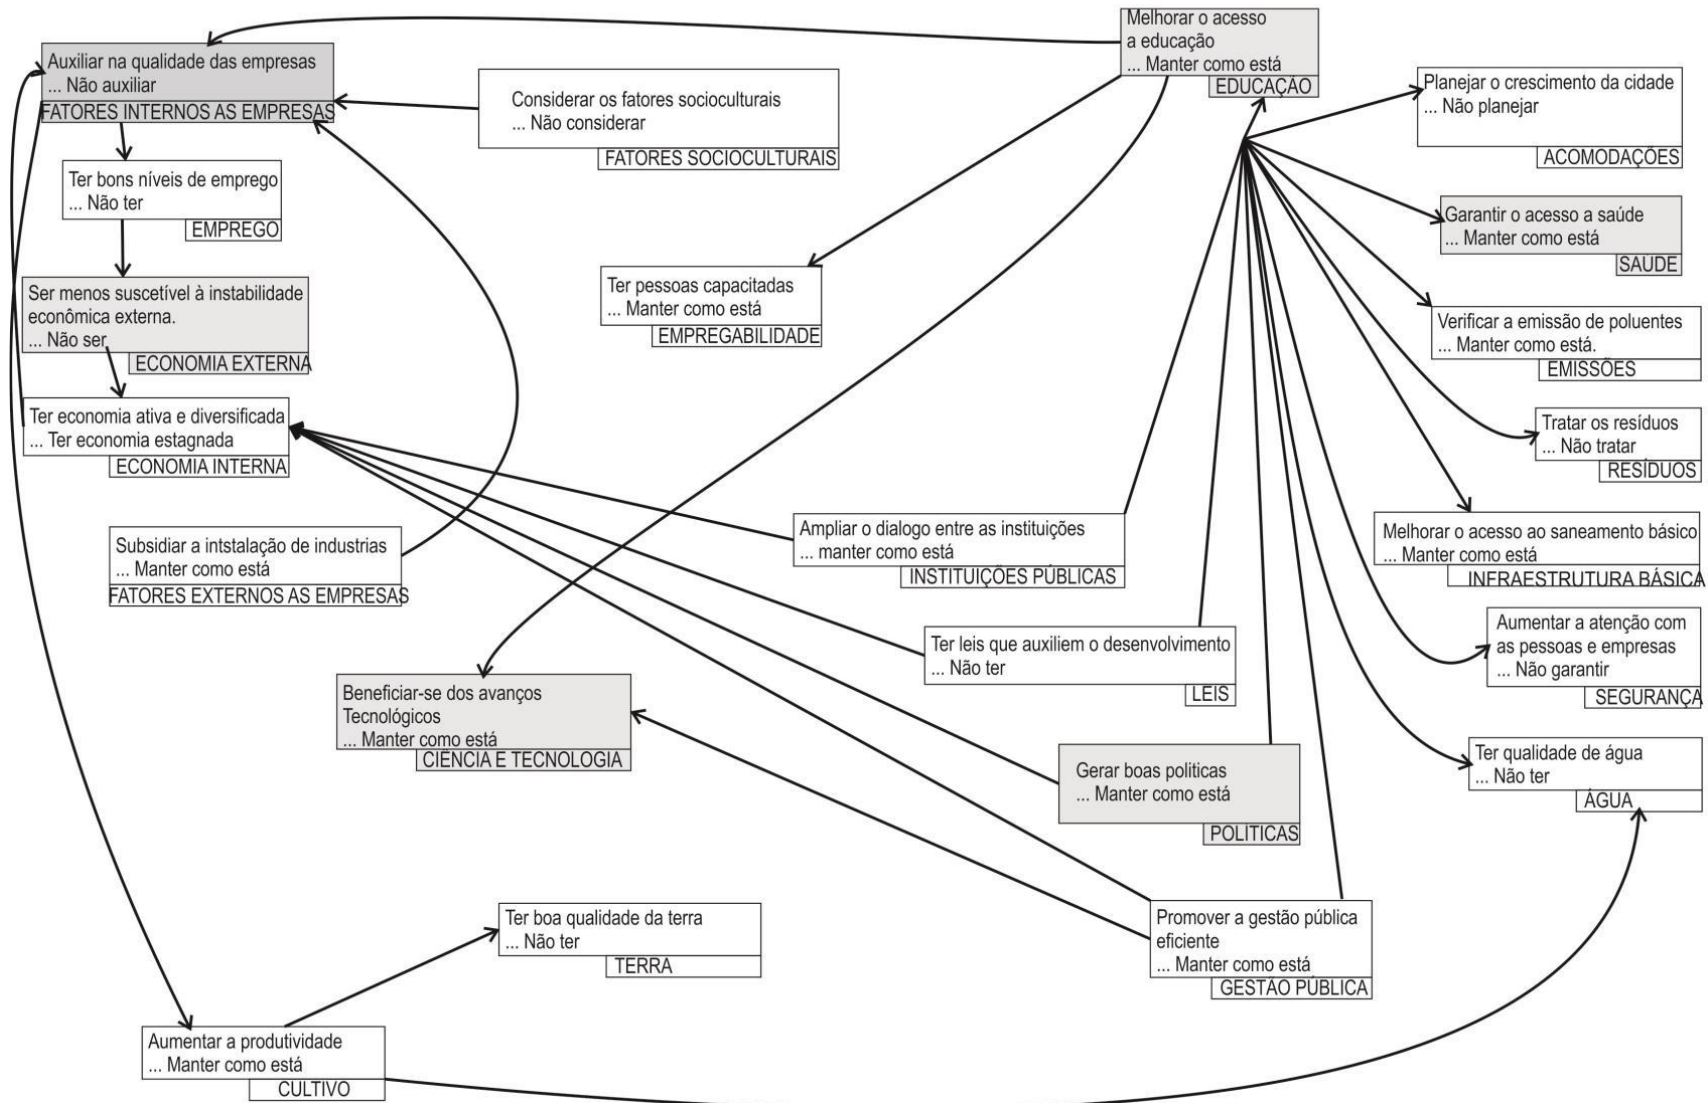 Melhorar o acesso
a educação
... Manter como está
EDUCAÇÃO
Auxiliar na qualidade das empresas
... Não auxiliar
FATORES INTERNOS AS EMPRESAS
Considerar os fatores socioculturais
... Não considerar
FATORES SOCIOCULTURAIS
Planejar o crescimento da cidade
... Não planejar
ACOMODAÇÕES
Ter bons níveis de emprego
... Não ter
EMPREGO
Garantir o acesso a saúde
... Manter como está
SAUDE
Ser menos suscetível à instabilidade
econômica externa.
... Não ser
ECONOMIA EXTERNA
Ter pessoas capacitadas
... Manter como está
EMPREGABILIDADE
Verificar a emissão de poluentes
... Manter como está.
EMISSÕES
Ter economia ativa e diversificada
... Ter economia estagnada
ECONOMIA INTERNA
Tratar os resíduos
... Não tratar
RESÍDUOS
Subsidiar a intstalação de industrias
... Manter como está
FATORES EXTERNOS AS EMPRESAS
Ampliar o dialogo entre as instituições
... manter como está
INSTITUIÇÕES PÚBLICAS
Melhorar o acesso ao saneamento básico
... Manter como está
INFRAESTRUTURA BÁSICA
Ter leis que auxiliem o desenvolvimento
... Não ter
LEIS
Aumentar a atenção com
as pessoas e empresas
... Não garantir
SEGURANÇA
Beneficiar-se dos avanços
Tecnológicos
... Manter como está
CIÊNCIA E TECNOLOGIA
Gerar boas politicas
... Manter como está
POLÍTICAS
Ter qualidade de água
... Não ter
ÁGUA
Ter boa qualidade da terra
... Não ter
TERRA
Promover a gestão pública
eficiente
... Manter como está
GESTÃO PÚBLICA
Aumentar a produtividade
... Manter como está
CULTIVO